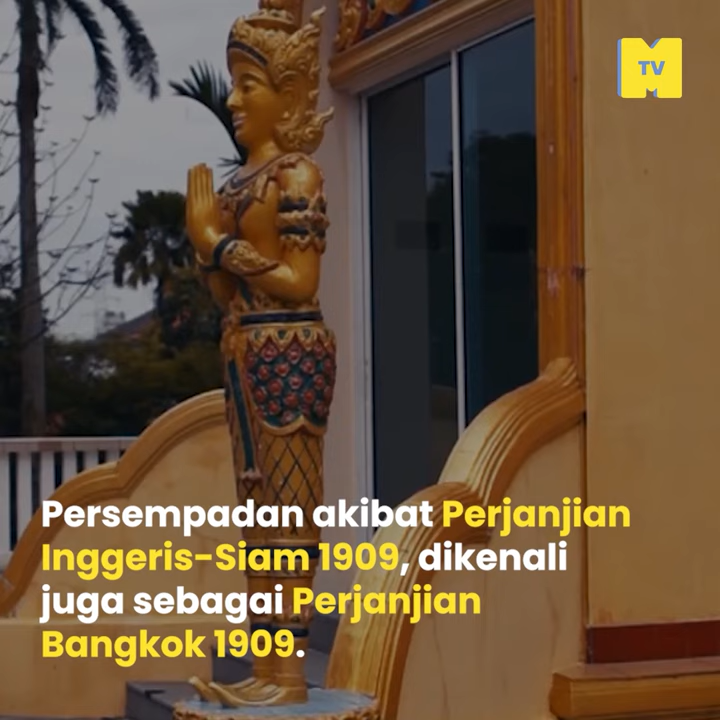 M
TV
Persempadan akibat Perjanjian
Inggeris-Siam 1909, dikenali
juga sebagai Perjanjian
Bangkok 1909.